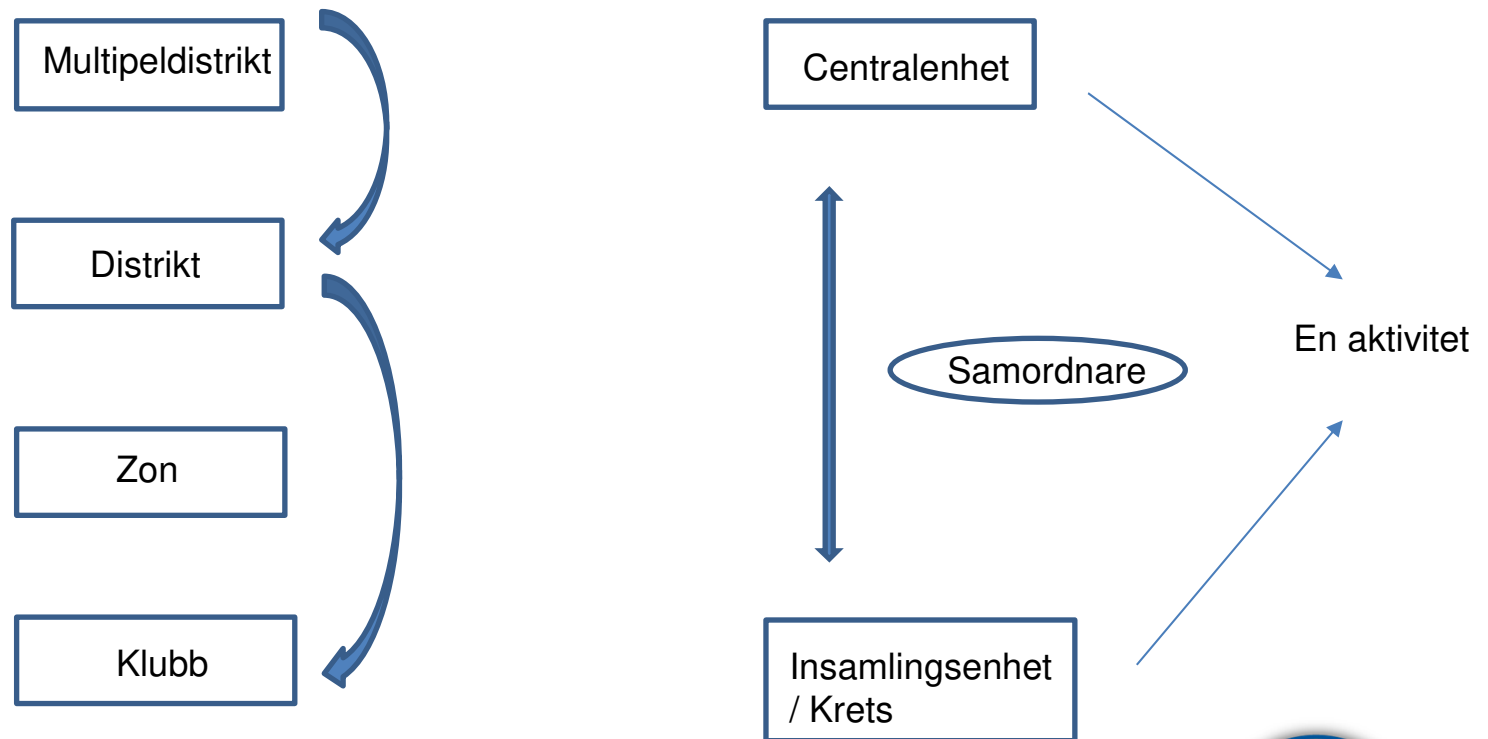 Multipeldistrikt
Distrikt
Zon
Klubb
Centralenhet
Samordnare
En aktivitet
Insamlingsenhet
/ Krets